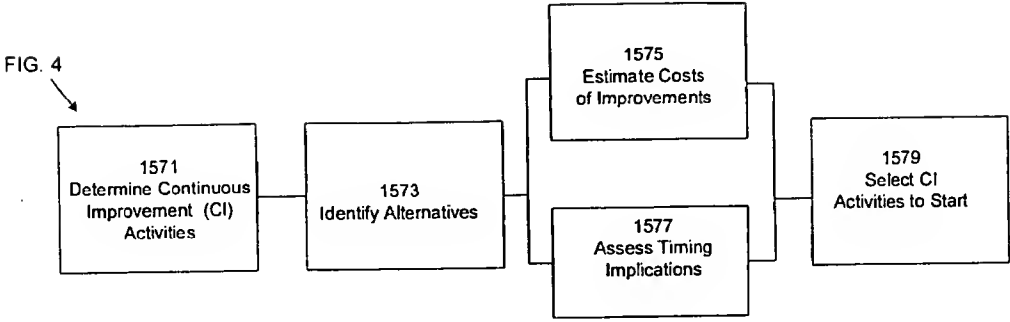 FIG. 4
1571
Determine Continuous
Improvement (CI)
Activities
1573
Identify Alternatives
1575
Estimate Costs
of Improvements
1577
Assess Timing
Implications
1579
Select CI
Activities to Start